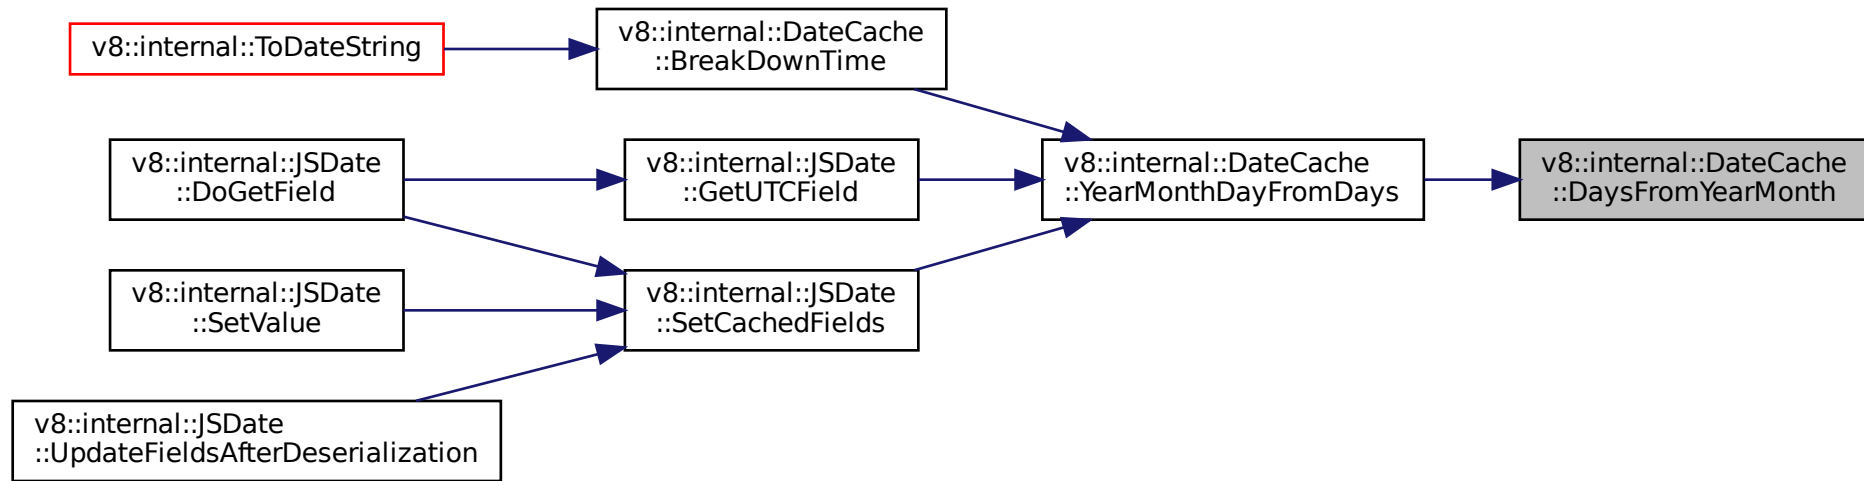 v8::internal::ToDateString
v8::internal::DateCache
::BreakDownTime
v8::internal::JSDate
::DoGetField
v8::internal::JSDate
::GetUTCField
v8::internal::DateCache
::YearMonthDayFromDays
v8::internal::DateCache
::DaysFromYearMonth
v8::internal::JSDate
::SetValue
v8::internal::JSDate
::SetCachedFields
v8::internal::JSDate
::UpdateFieldsAfterDeserialization